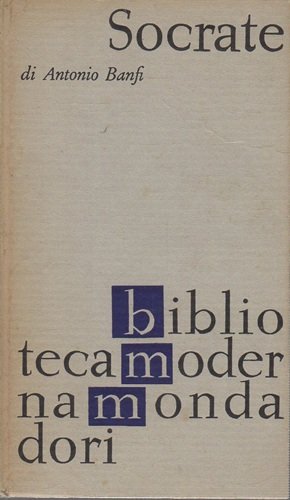 Socrate
di Antonio Banfi
biblio
tecamoder
namonda
dori